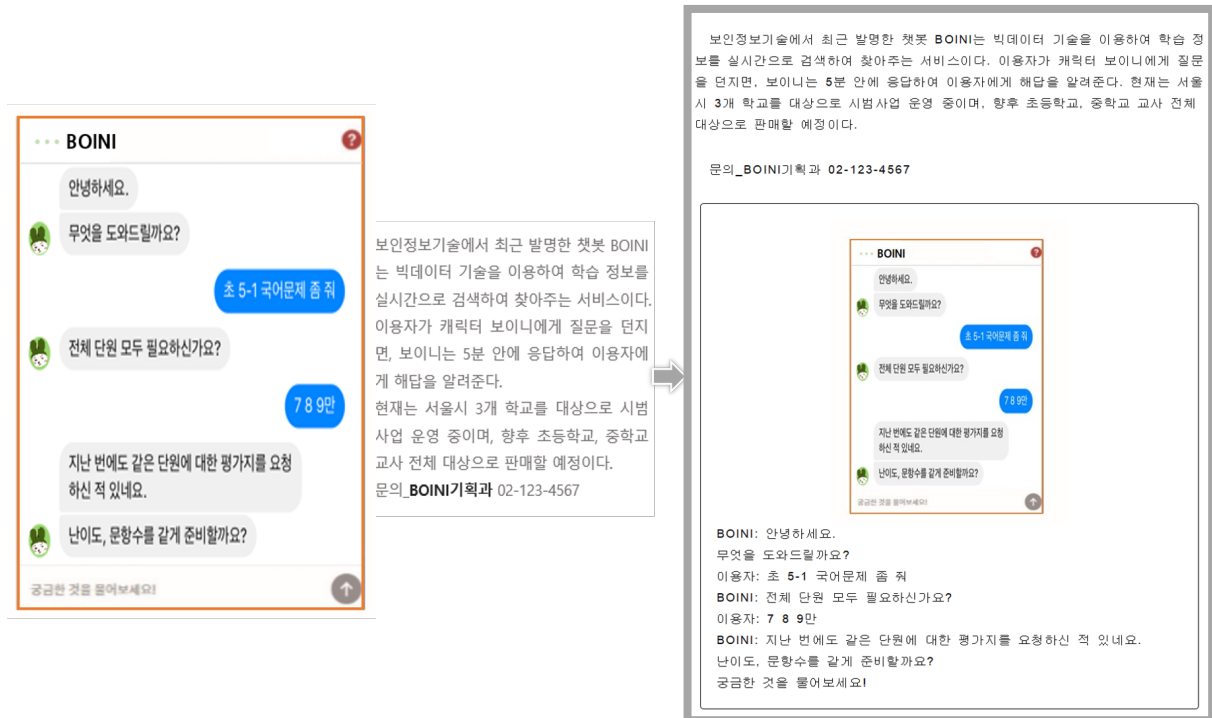 BOINI
안녕하세요.
무엇을 도와드릴까요?
초 5-1 국어문제 좀 줘
전체 단원 모두 필요하신가요?
7 8 9만
지난 번에도 같은 단원에 대한 평가지를 요청
하신 적 있네요.
난이도, 문항수를 같게 준비할까요?
궁금한 것을 물어보세요!
보인정보기술에서 최근 발명한 챗봇 BOINI
는 빅데이터 기술을 이용하여 학습 정보를
실시간으로 검색하여 찾아주는 서비스이다.
이용자가 캐릭터 보이니에게 질문을 던지
면, 보이니는 5분 안에 응답하여 이용자에
게 해답을 알려준다.
현재는 서울시 3개 학교를 대상으로 시범
사업 운영 중이며, 향후 초등학교, 중학교
교사 전체 대상으로 판매할 예정이다.
문의_BOINI기획과 02-123-4567
보인정보기술에서 최근 발명한 챗봇 BOINI는 빅데이터 기술을 이용하여 학습 정
보를 실시간으로 검색하여 찾아주는 서비스이다. 이용자가 캐릭터 보이니에게 질문
을 던지면, 보이니는 5분 안에 응답하여 이용자에게 해답을 알려준다. 현재는 서울
시 3개 학교를 대상으로 시범사업 운영 중이며, 향후 초등학교, 중학교 교사 전체
대상으로 판매할 예정이다.
문의_BOINI기획과 02-123-4567
BOINI
안녕하세요.
무엇을 도와드릴까요?
초 5-1 국어문제 좀 줘
전체 단원 모두 필요하신가요?
7 8 9만
지난 번에도 같은 단원에 대한 평가지를 요청
하신 적 있네요.
난이도, 문항수를 같게 준비할까요?
궁금한 것을 물어보세요!
BOINI: 안녕하세요.
무엇을 도와드릴까요?
이용자: 초 5-1 국어문제 좀 줘
BOINI: 전체 단원 모두 필요하신가요?
이용자: 7 8 9만
BOINI: 지난 번에도 같은 단원에 대한 평가지를 요청하신 적 있네요.
난이도, 문항수를 같게 준비할까요?
궁금한 것을 물어보세요!